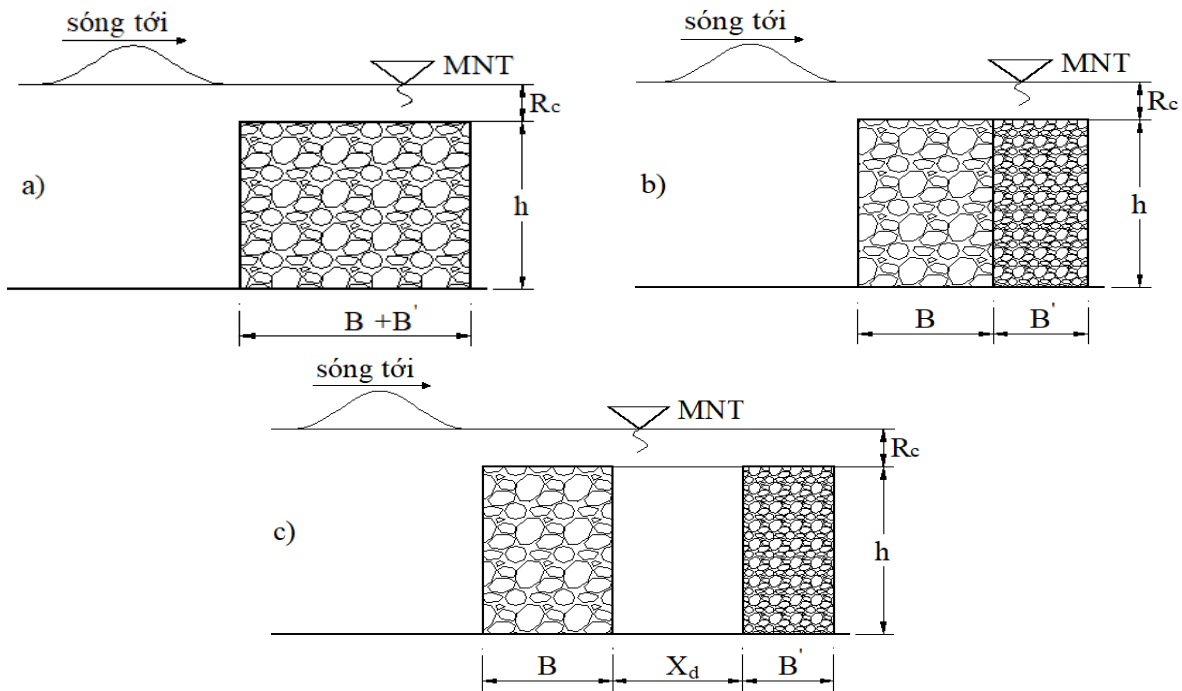 sóng tới
MNT
Rc
a)
h
B +B'
sóng tới
MNT
Rc
b)
h
B
B'
sóng tới
MNT
Rc
c)
h
B
Xd
B'